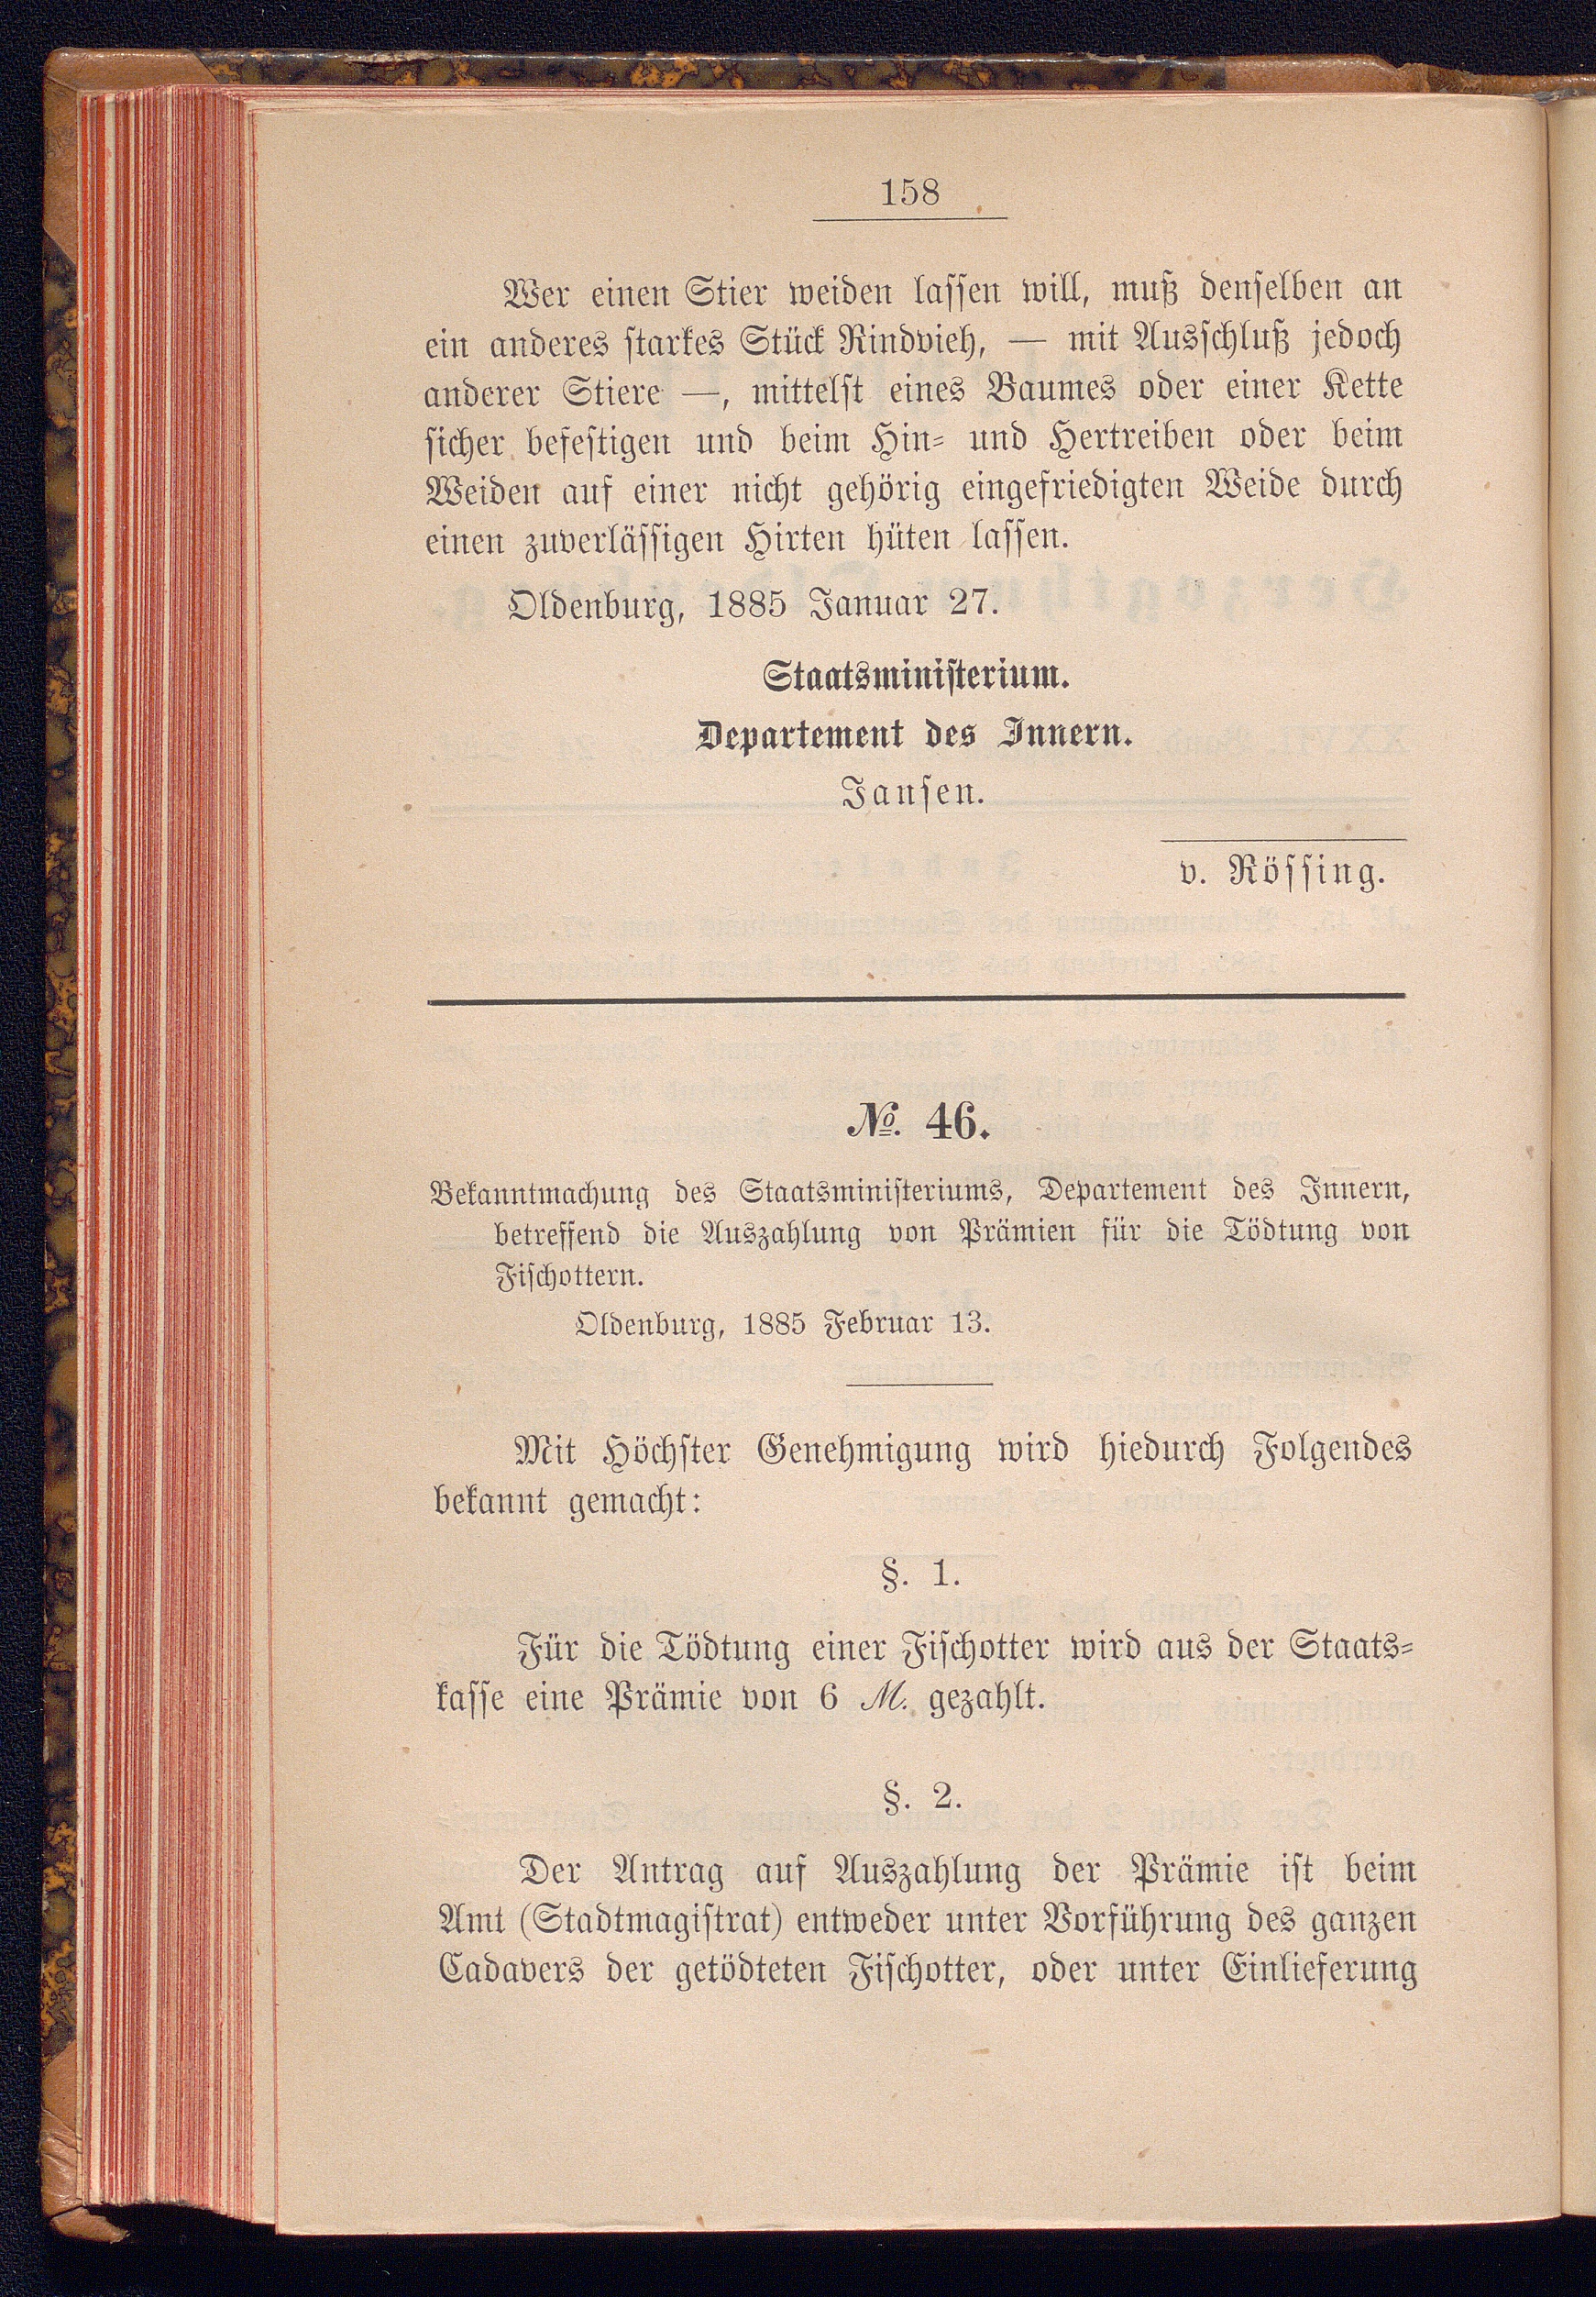 158
Wer einen Stier weiden lassen will, muß denselben an
ein anderes starkes Stück Rindvieh, — mit Ausschluß jedoch
anderer Stiere —, mittelst eines Baumes oder einer Kette
sicher befestigen und beim Hin- und Hertreiben oder beim
Weiden auf einer nicht gehörig eingefriedigten Weide durch
einen zuverlässigen Hirten hüten lassen.
Oldenburg, 1885 Januar 27.
Staatsministerium.
Departement des Innern.
Jansen.
v. Rössing.
№. 46.
Bekanntmachung des Staatsministeriums, Departement des Innern,
betreffend die Auszahlung von Prämien für die Tödtung von
Fischottern.
Oldenburg, 1885 Februar 13.
Mit Höchster Genehmigung wird hiedurch Folgendes
bekannt gemacht:
§. 1.
Für die Tödtung einer Fischotter wird aus der Staats-
kasse eine Prämie von 6 M. gezahlt.
§. 2.
Der Antrag auf Auszahlung der Prämie ist beim
Amt (Stadtmagistrat) entweder unter Vorführung des ganzen
Cadavers der getödteten Fischotter, oder unter Einlieferung